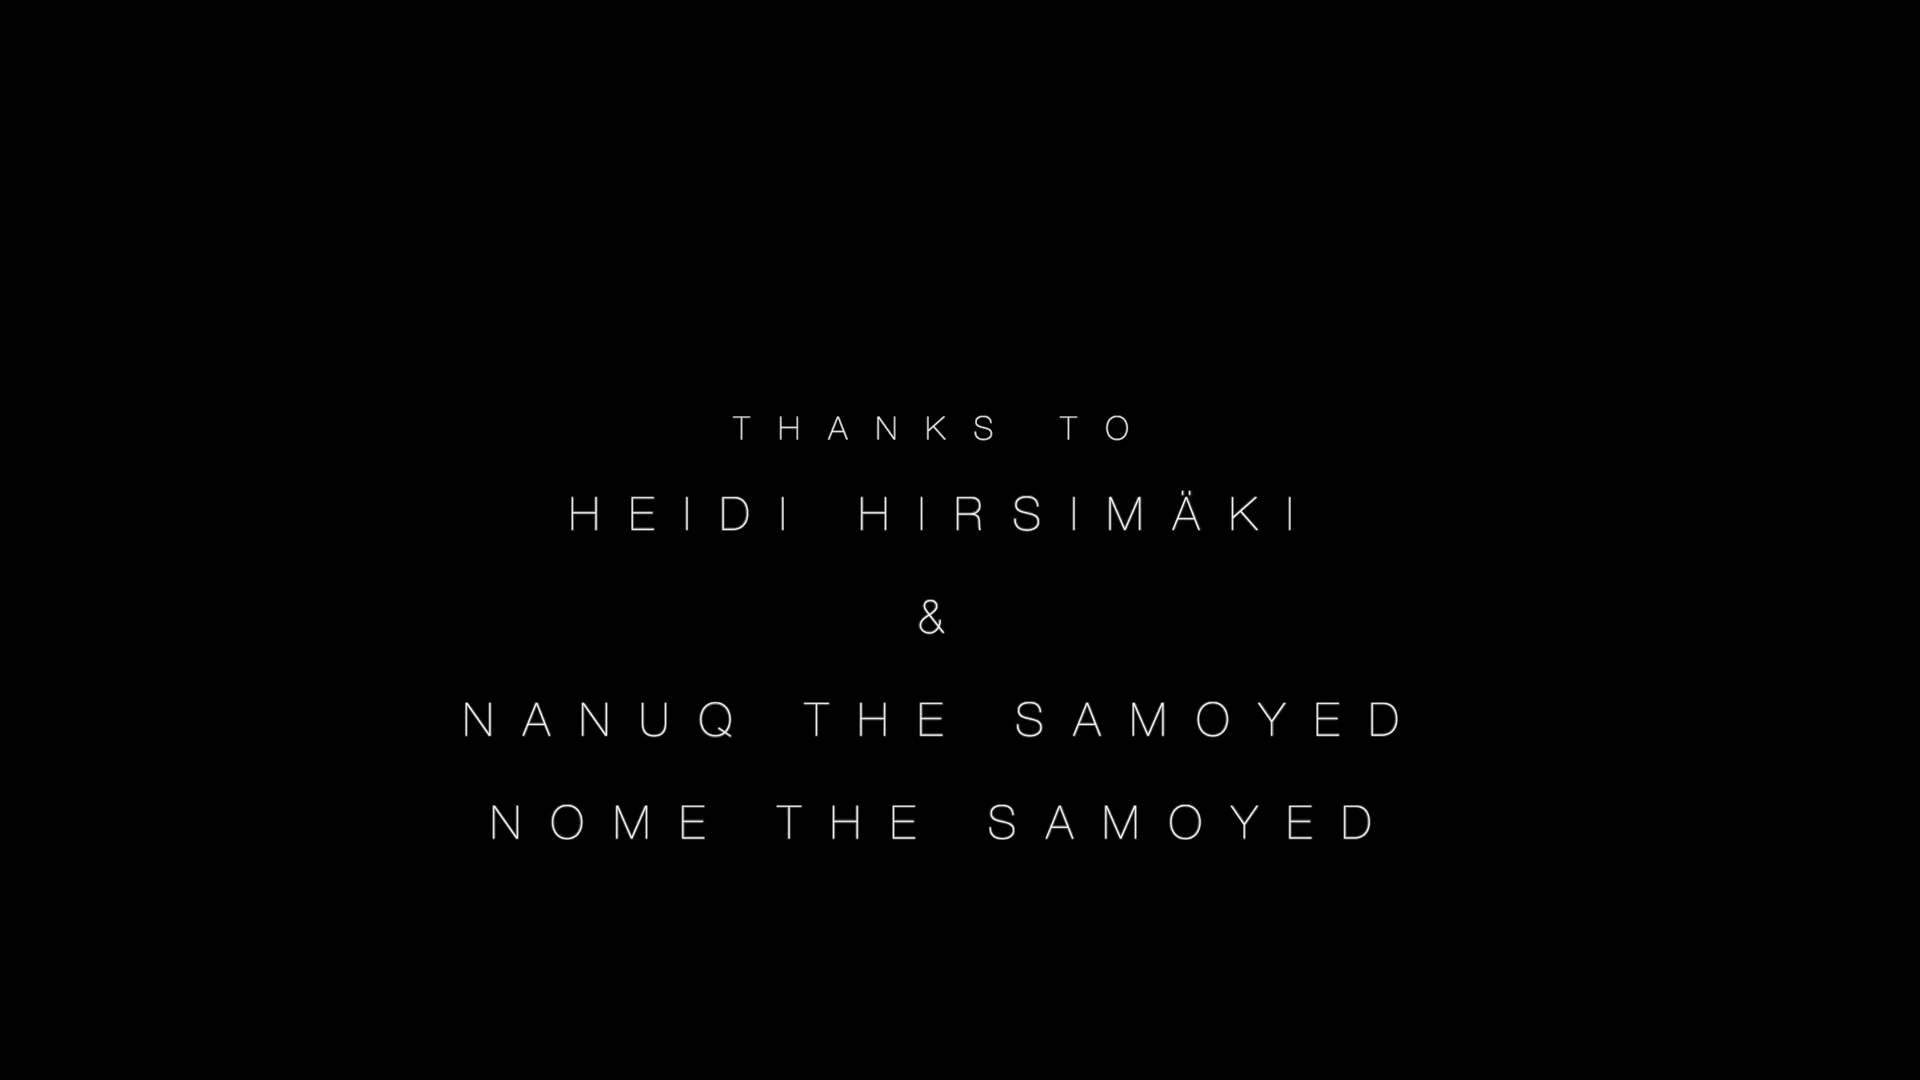 THANKS TO
HEIDI HIRSIMÄKI
&
NANUQ THE SAMOYED
NOME THE SAMOYED